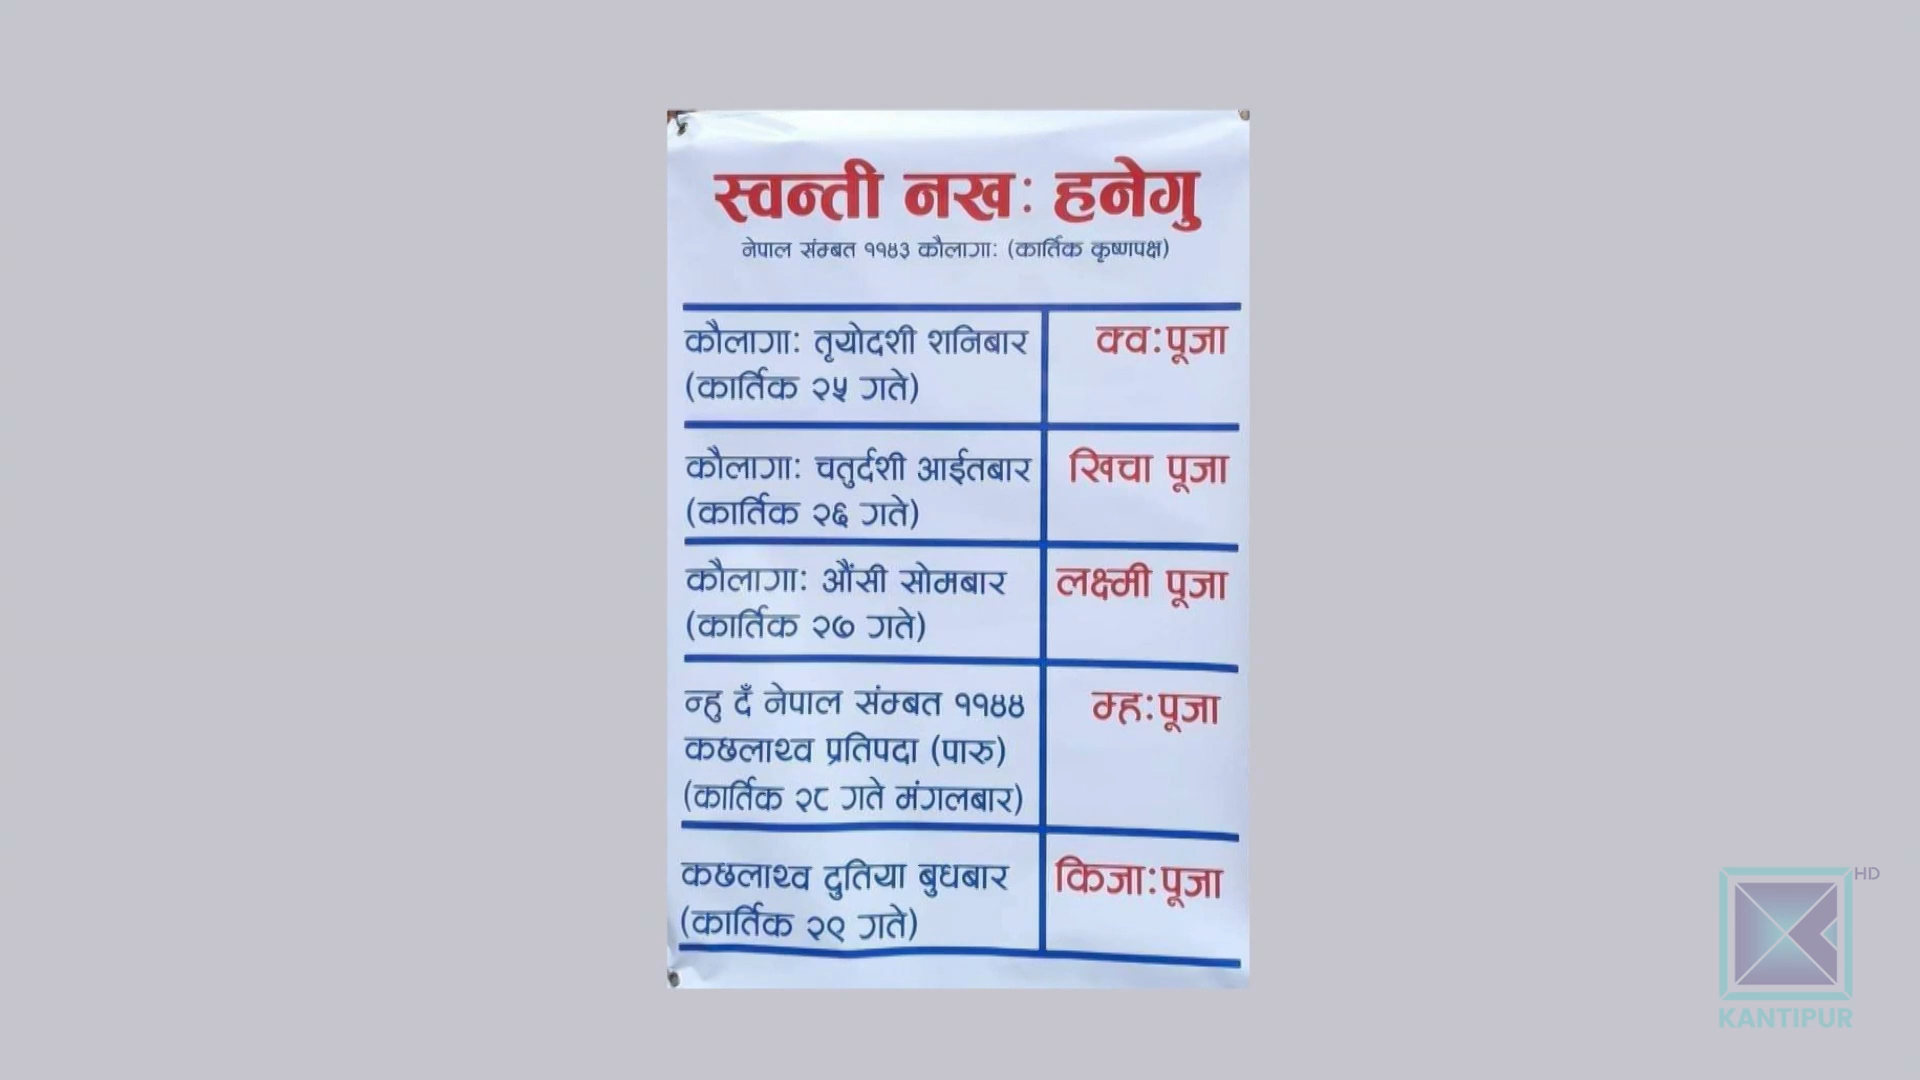 स्वन्ती नखः हनेगु
नेपाल संम्बत ११४३ कौलागाः (कार्तिक कृष्णपक्ष)
कौलागाः तृयोदशी शनिबार
(कार्तिक २५ गते)
क्वःपूजा
कौलागाः चतुर्दशी आईतबार
(कार्तिक २६ गते)
खिचा पूजा
कौलागाः औंसी सोमबार
(कार्तिक २७ गते)
लक्ष्मी पूजा
न्हु दँ नेपाल संम्बत ११४४
कछलाथ्व प्रतिपदा (पारु)
(कार्तिक २८ गते मंगलबार)
म्हःपूजा
कछलाथ्व दुतिया बुधबार
(कार्तिक २९ गते)
किजाःपूजा
HD
KANTIPUR